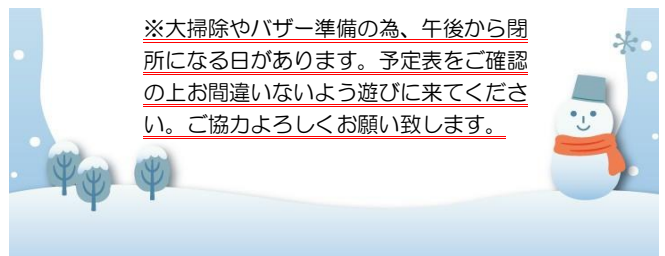 ※大掃除やバザー準備の為、午後から閉
所になる日があります。予定表をご確認
の上お間違いないよう遊びに来てくださ
い。ご協力よろしくお願い致します。